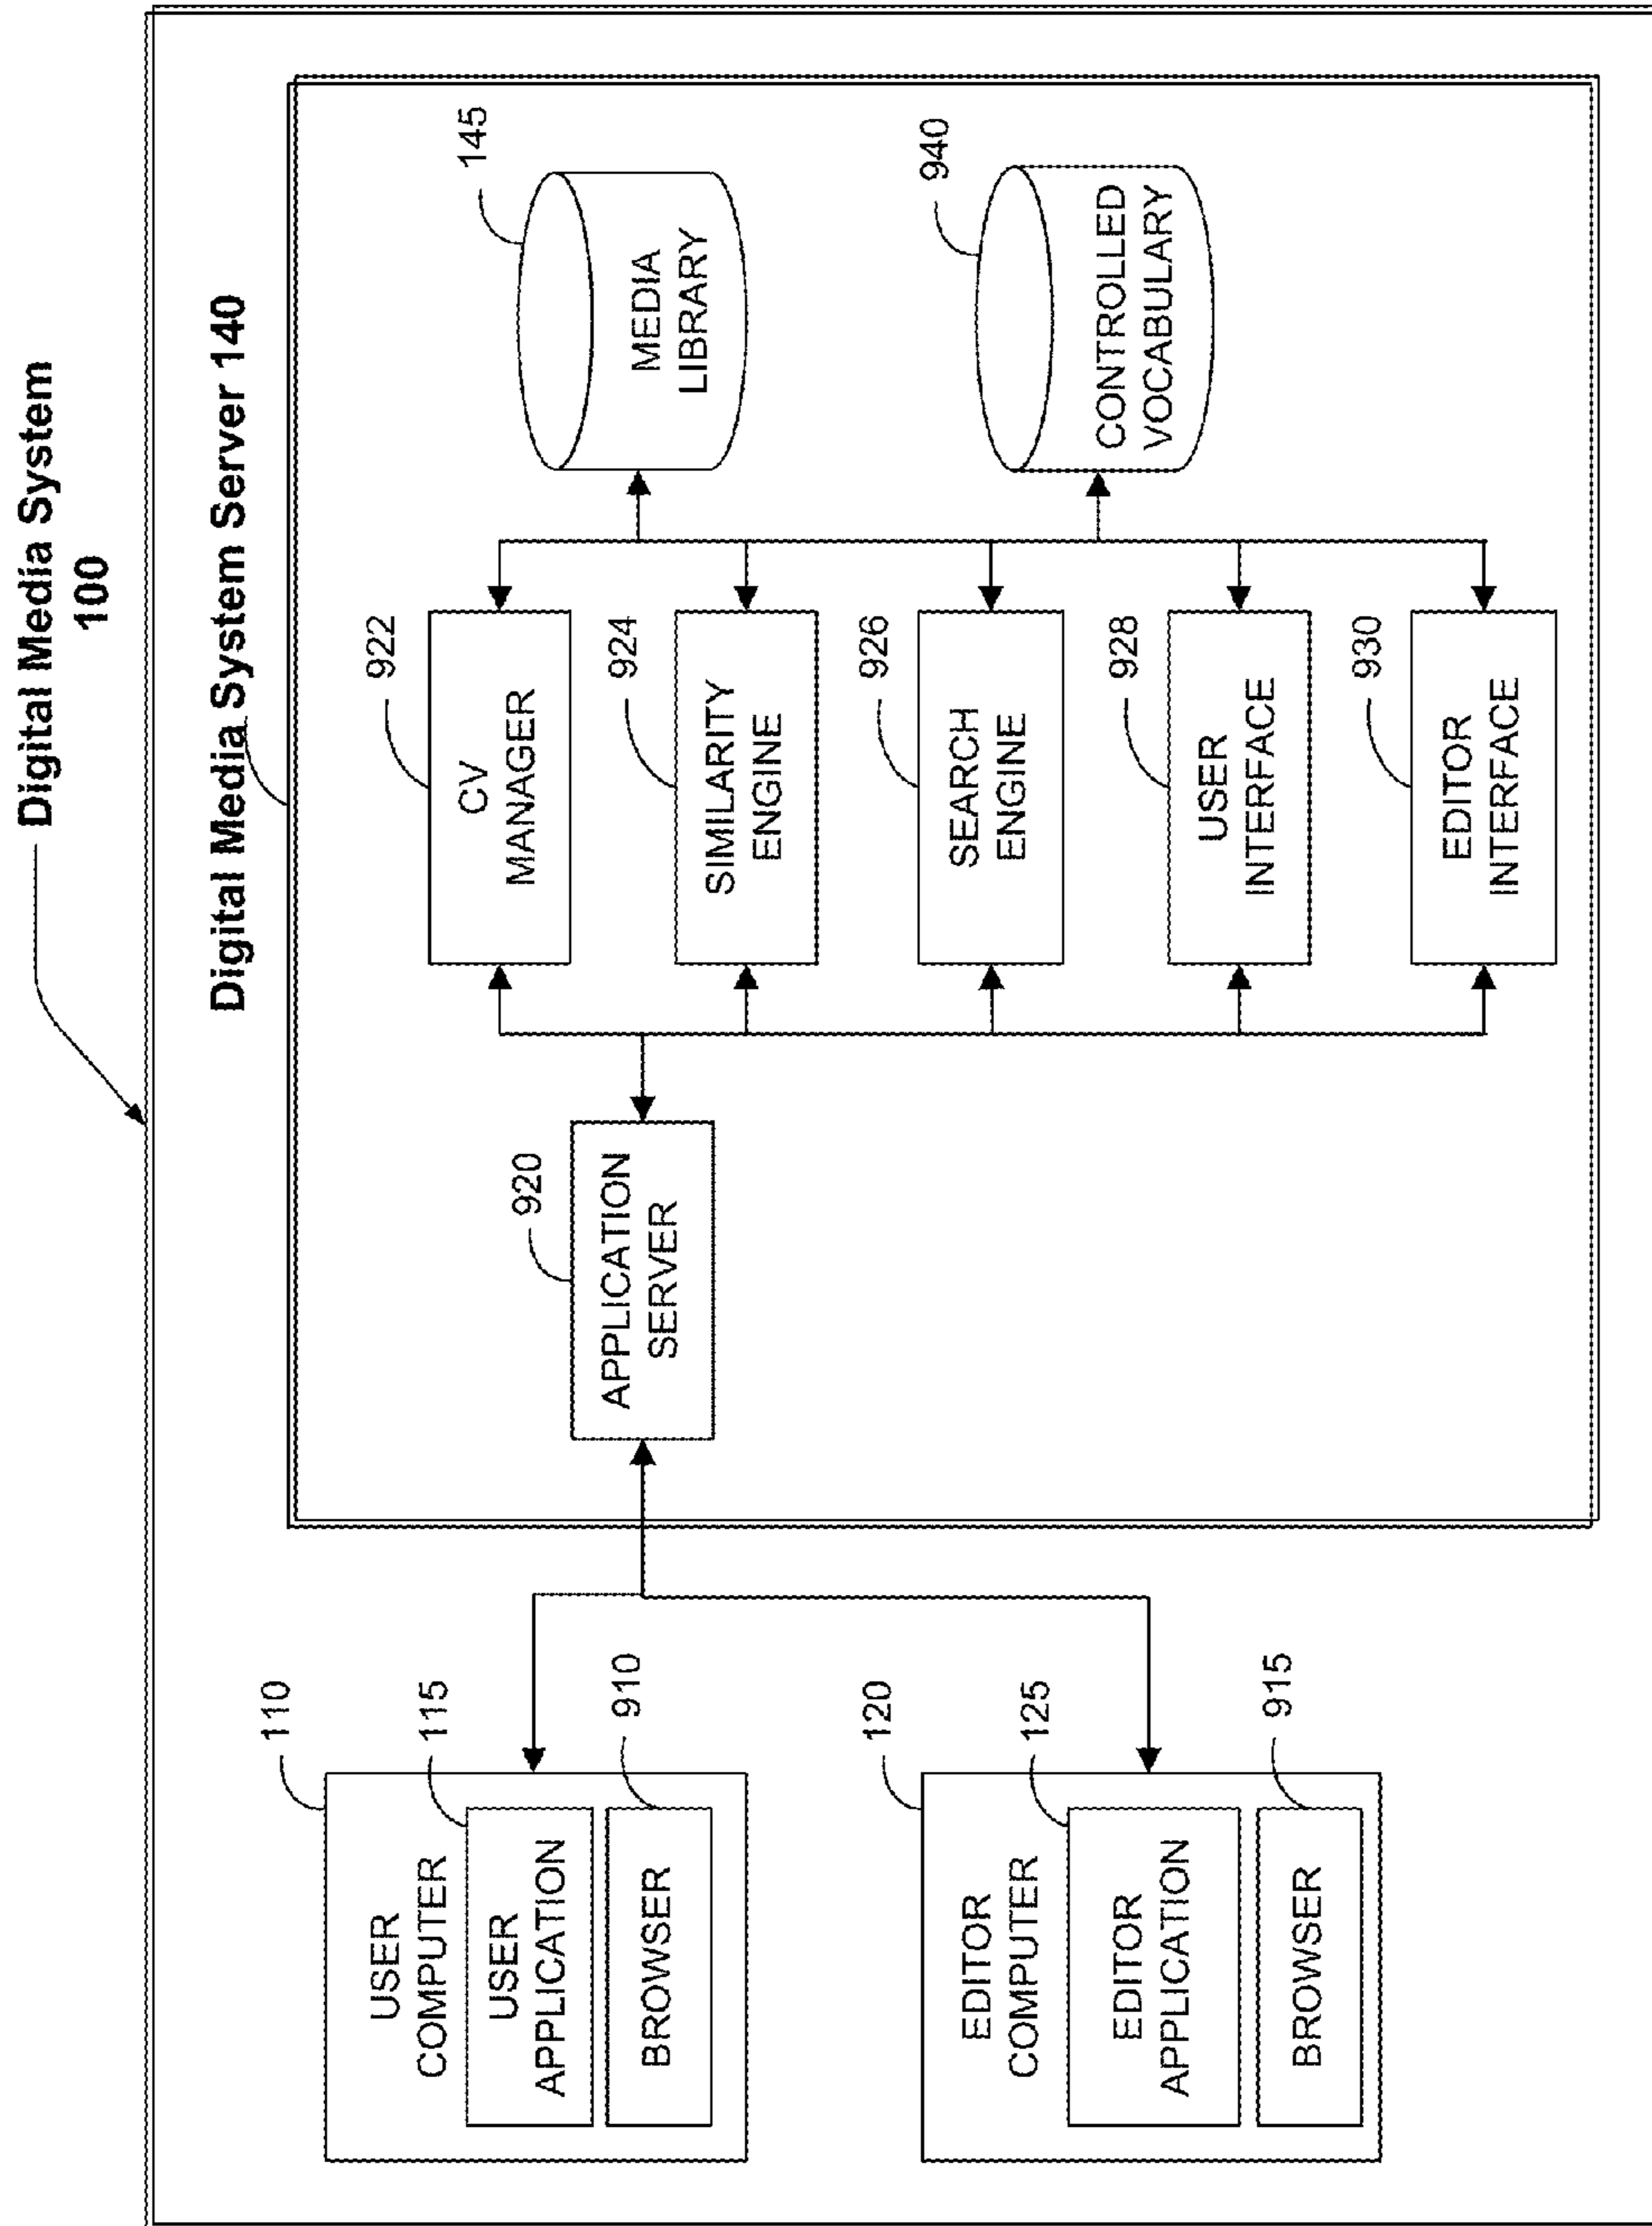 Digital Media System
100
Digital Media System Server 140
110
USER
COMPUTER
115
USER
APPLICATION
910
BROWSER
120
EDITOR
COMPUTER
125
EDITOR
APPLICATION
915
BROWSER
920
APPLICATION
SERVER
922
CV
MANAGER
924
SIMILARITY
ENGINE
926
SEARCH
ENGINE
928
USER
INTERFACE
930
EDITOR
INTERFACE
145
MEDIA
LIBRARY
940
CONTROLLED
VOCABULARY